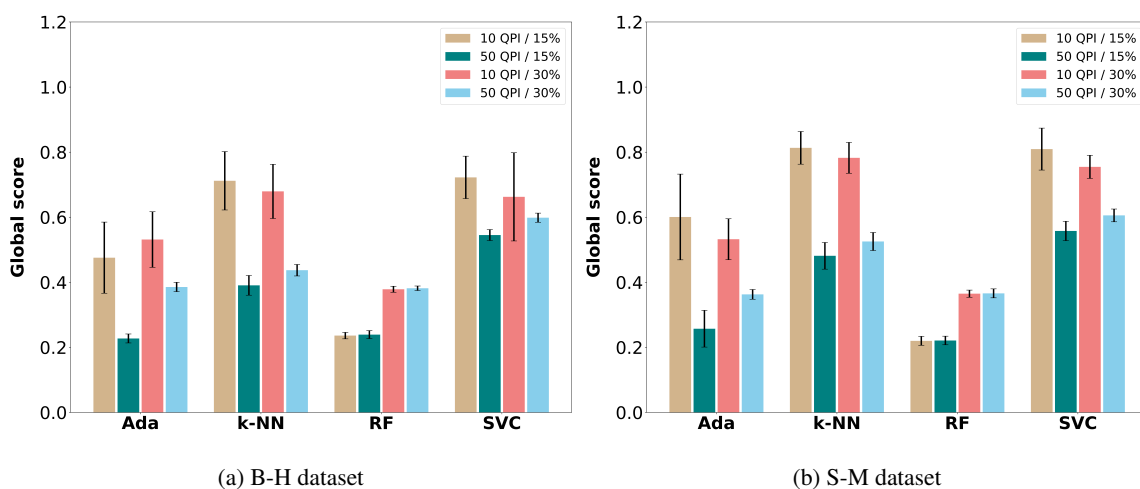 1.2
1.0
0.8
0.6
0.4
0.2
0.0
Global score
10 QPI / 15%
50 QPI / 15%
10 QPI / 30%
50 QPI / 30%
Ada k-NN RF SVC
(a) B-H dataset
1.2
1.0
0.8
0.6
0.4
0.2
0.0
Global score
10 QPI / 15%
50 QPI / 15%
10 QPI / 30%
50 QPI / 30%
Ada k-NN RF SVC
(b) S-M dataset